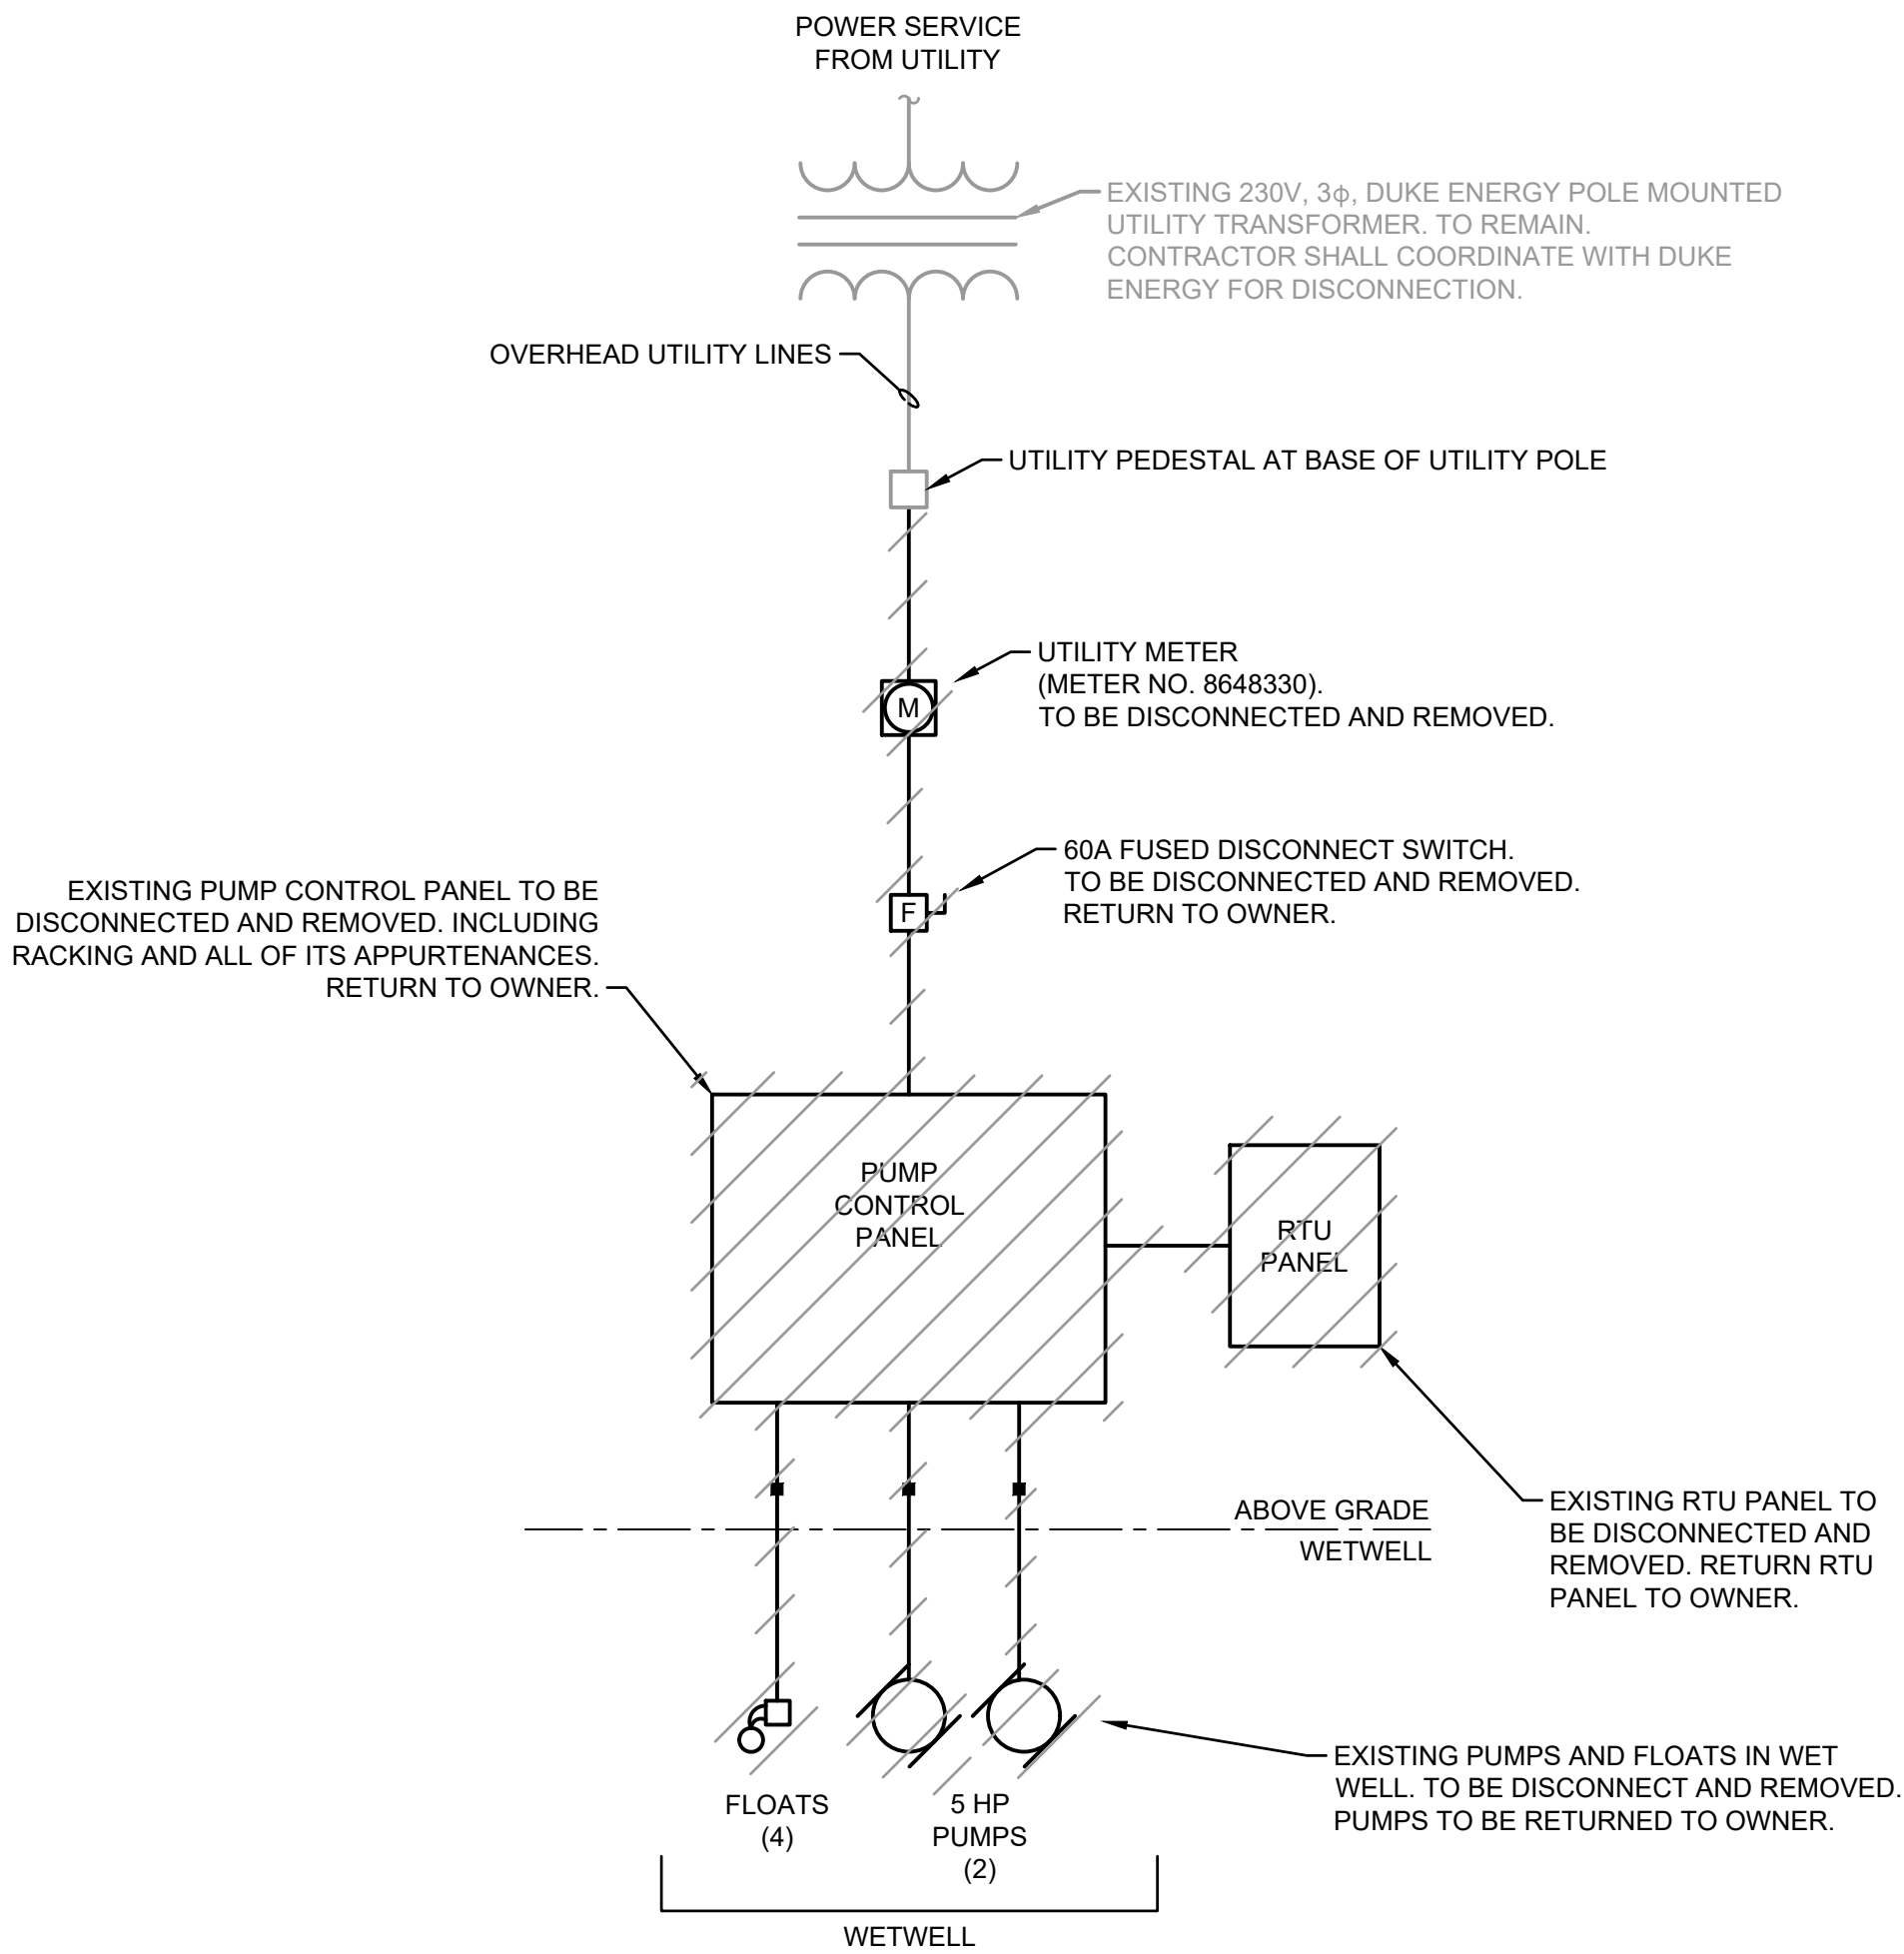 POWER SERVICE
FROM UTILITY
EXISTING 230V, 3ϕ, DUKE ENERGY POLE MOUNTED
UTILITY TRANSFORMER. TO REMAIN.
CONTRACTOR SHALL COORDINATE WITH DUKE
ENERGY FOR DISCONNECTION.
OVERHEAD UTILITY LINES
UTILITY PEDESTAL AT BASE OF UTILITY POLE
UTILITY METER
(METER NO. 8648330).
TO BE DISCONNECTED AND REMOVED.
M
60A FUSED DISCONNECT SWITCH.
TO BE DISCONNECTED AND REMOVED.
RETURN TO OWNER.
F
EXISTING PUMP CONTROL PANEL TO BE
DISCONNECTED AND REMOVED. INCLUDING
RACKING AND ALL OF ITS APPURTENANCES.
RETURN TO OWNER.
PUMP
CONTROL
PANEL
RTU
PANEL
ABOVE GRADE
WETWELL
EXISTING RTU PANEL TO
BE DISCONNECTED AND
REMOVED. RETURN RTU
PANEL TO OWNER.
EXISTING PUMPS AND FLOATS IN WET
WELL. TO BE DISCONNECT AND REMOVED.
PUMPS TO BE RETURNED TO OWNER.
FLOATS
(4)
5 HP
PUMPS
(2)
WETWELL